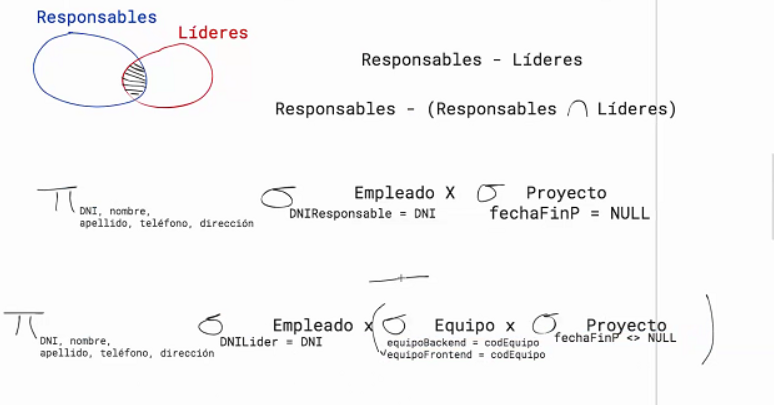 Responsables
Líderes
Responsables - Líderes
Responsables - (Responsables ∩ Líderes)
π DNI, nombre, apellido, teléfono, dirección σ DNIResponsable = DNI Empleado X σ fechaFinP = NULL Proyecto
—
π DNI, nombre, apellido, teléfono, dirección σ DNILider = DNI Empleado x (σ equipoBackend = codEquipo ∨ equipoFrontend = codEquipo Equipo x σ fechaFinP <> NULL Proyecto)